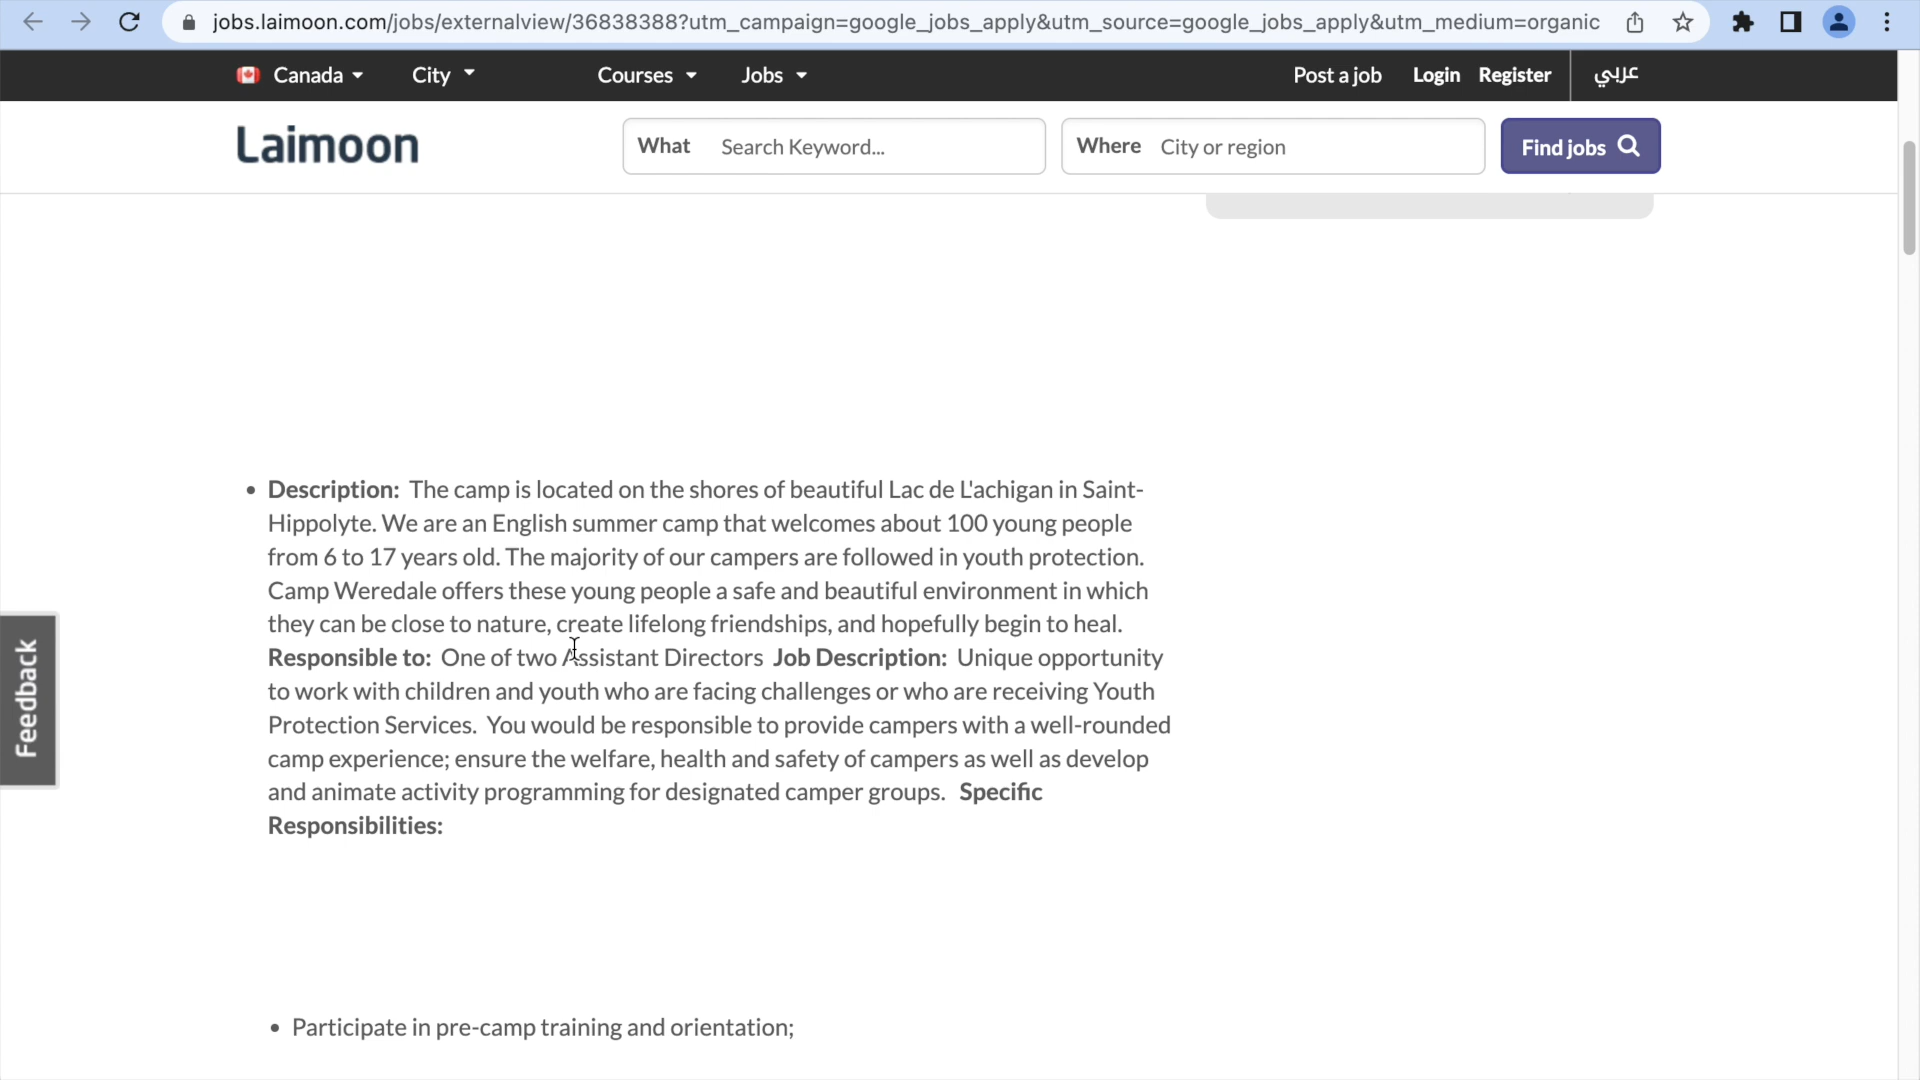 jobs.laimoon.com/jobs/externalview/36838388?utm_campaign=google_jobs_apply&utm_source=google_jobs_apply&utm_medium=organic
Canada City Courses Jobs Post a job Login Register عربي
Laimoon What Search Keyword... Where City or region Find jobs
• Description: The camp is located on the shores of beautiful Lac de L'achigan in Saint-
Hippolyte. We are an English summer camp that welcomes about 100 young people
from 6 to 17 years old. The majority of our campers are followed in youth protection.
Camp Weredale offers these young people a safe and beautiful environment in which
they can be close to nature, create lifelong friendships, and hopefully begin to heal.
Responsible to: One of two Assistant Directors Job Description: Unique opportunity
to work with children and youth who are facing challenges or who are receiving Youth
Protection Services. You would be responsible to provide campers with a well-rounded
camp experience; ensure the welfare, health and safety of campers as well as develop
and animate activity programming for designated camper groups. Specific
Responsibilities:
• Participate in pre-camp training and orientation;
Feedback